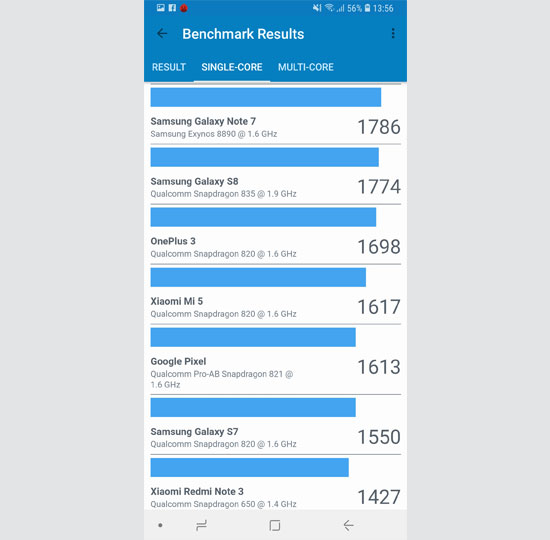 56% 13:56
Benchmark Results
RESULT SINGLE-CORE MULTI-CORE
Samsung Galaxy Note 7
Samsung Exynos 8890 @ 1.6 GHz
1786
Samsung Galaxy S8
Qualcomm Snapdragon 835 @ 1.9 GHz
1774
OnePlus 3
Qualcomm Snapdragon 820 @ 1.6 GHz
1698
Xiaomi Mi 5
Qualcomm Snapdragon 820 @ 1.6 GHz
1617
Google Pixel
Qualcomm Pro-AB Snapdragon 821 @
1.6 GHz
1613
Samsung Galaxy S7
Qualcomm Snapdragon 820 @ 1.6 GHz
1550
Xiaomi Redmi Note 3
Qualcomm Snapdragon 650 @ 1.4 GHz
1427